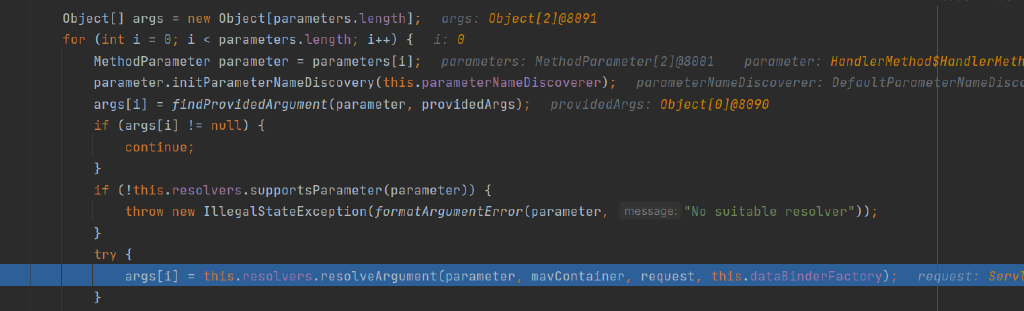 Object[] args = new Object[parameters.length];   args: Object[2]@8091
for (int i = 0; i < parameters.length; i++) {   i: 0
MethodParameter parameter = parameters[i];   parameters: MethodParameter[2]@8001   parameter: HandlerMethod$HandlerMeth
parameter.initParameterNameDiscovery(this.parameterNameDiscoverer);   parameterNameDiscoverer: DefaultParameterNameDisco
args[i] = findProvidedArgument(parameter, providedArgs);   providedArgs: Object[0]@8090
if (args[i] != null) {
continue;
}
if (!this.resolvers.supportsParameter(parameter)) {
throw new IllegalStateException(formatArgumentError(parameter, message: "No suitable resolver"));
}
try {
args[i] = this.resolvers.resolveArgument(parameter, mavContainer, request, this.dataBinderFactory);   request: Servl
}